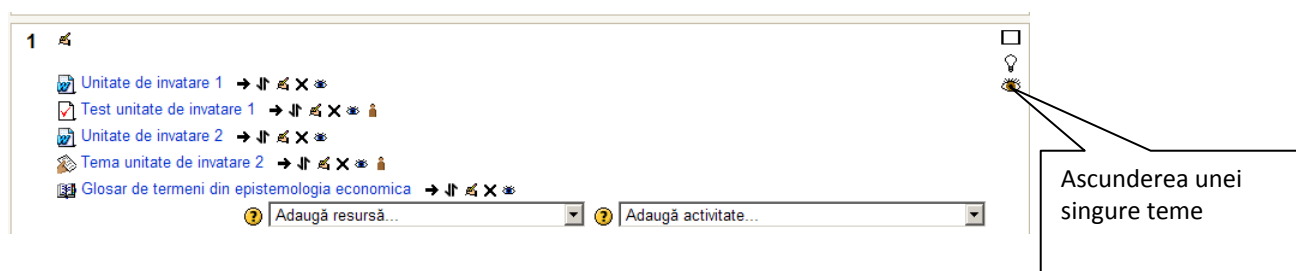 1
Unitate de invatare 1
Test unitate de invatare 1
Unitate de invatare 2
Tema unitate de invatare 2
Glosar de termeni din epistemologia economica
Adaugă resursă... Adaugă activitate...
Ascunderea unei
singure teme